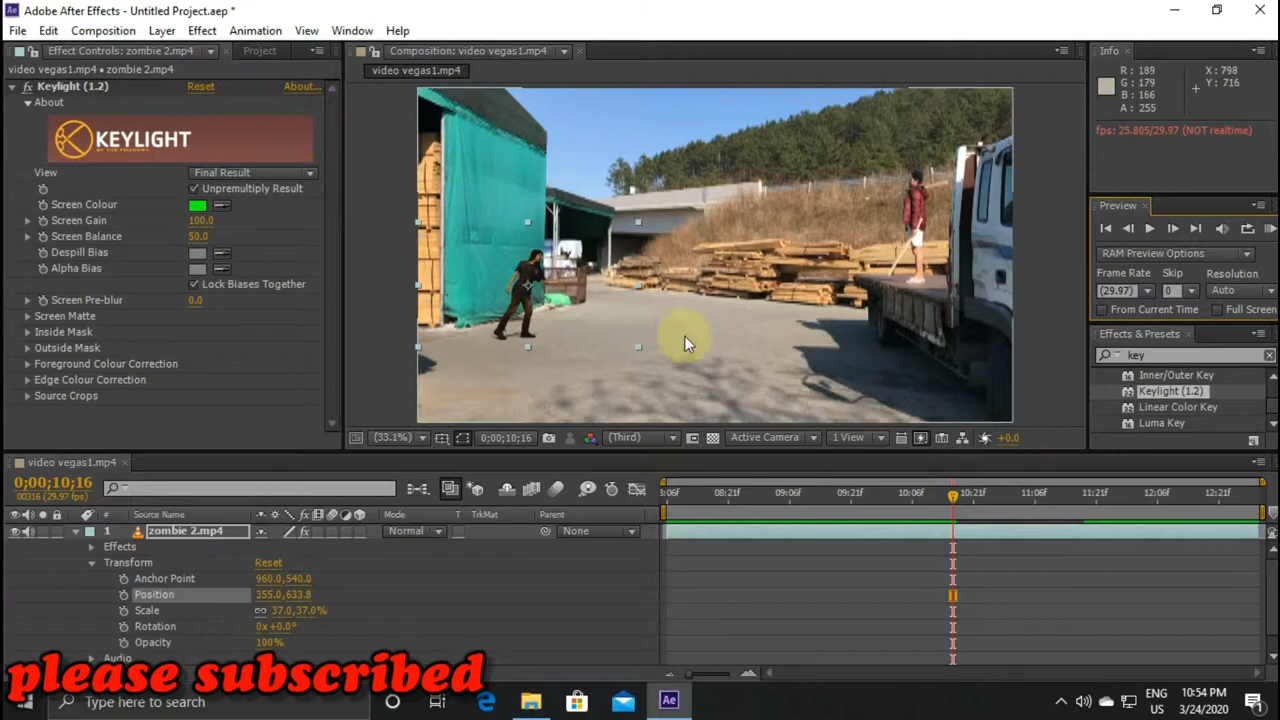 Adobe After Effects - Untitled Project.aep *
File Edit Composition Layer Effect Animation View Window Help
Effect Controls: zombie 2.mp4 Project
video vegas1.mp4 • zombie 2.mp4
Keylight (1.2) Reset About...
About
KEYLIGHT
BY THE FOUNDRY
View Final Result
Unpremultiply Result
Screen Colour
Screen Gain 100.0
Screen Balance 50.0
Despill Bias
Alpha Bias
Lock Biases Together
Screen Pre-blur 0.0
Screen Matte
Inside Mask
Outside Mask
Foreground Colour Correction
Edge Colour Correction
Source Crops
Composition: video vegas1.mp4
video vegas1.mp4
(33.1%) 0;00;10;16 (Third) Active Camera 1 View +0.0
Info
R: 189 X: 798
G: 179 Y: 716
B: 166
A: 255
fps: 25.805/29.97 (NOT realtime)
Preview
RAM Preview Options
Frame Rate Skip Resolution
(29.97) 0 Auto
From Current Time Full Screen
Effects & Presets
key
Inner/Outer Key
Keylight (1.2)
Linear Color Key
Luma Key
video vegas1.mp4
0;00;10;16
00316 (29.97 fps)
3:06f 08:21f 09:06f 09:21f 10:06f 10:21f 11:06f 11:21f 12:06f 12:21f
# Source Name Mode T TrkMat Parent
1 zombie 2.mp4 Normal None
Effects
Transform Reset
Anchor Point 960.0,540.0
Position 355.0,633.8
Scale 37.0,37.0%
Rotation 0x+0.0°
Opacity 100%
Audio
please subscribed
Type here to search
ENG
US
10:54 PM
3/24/2020